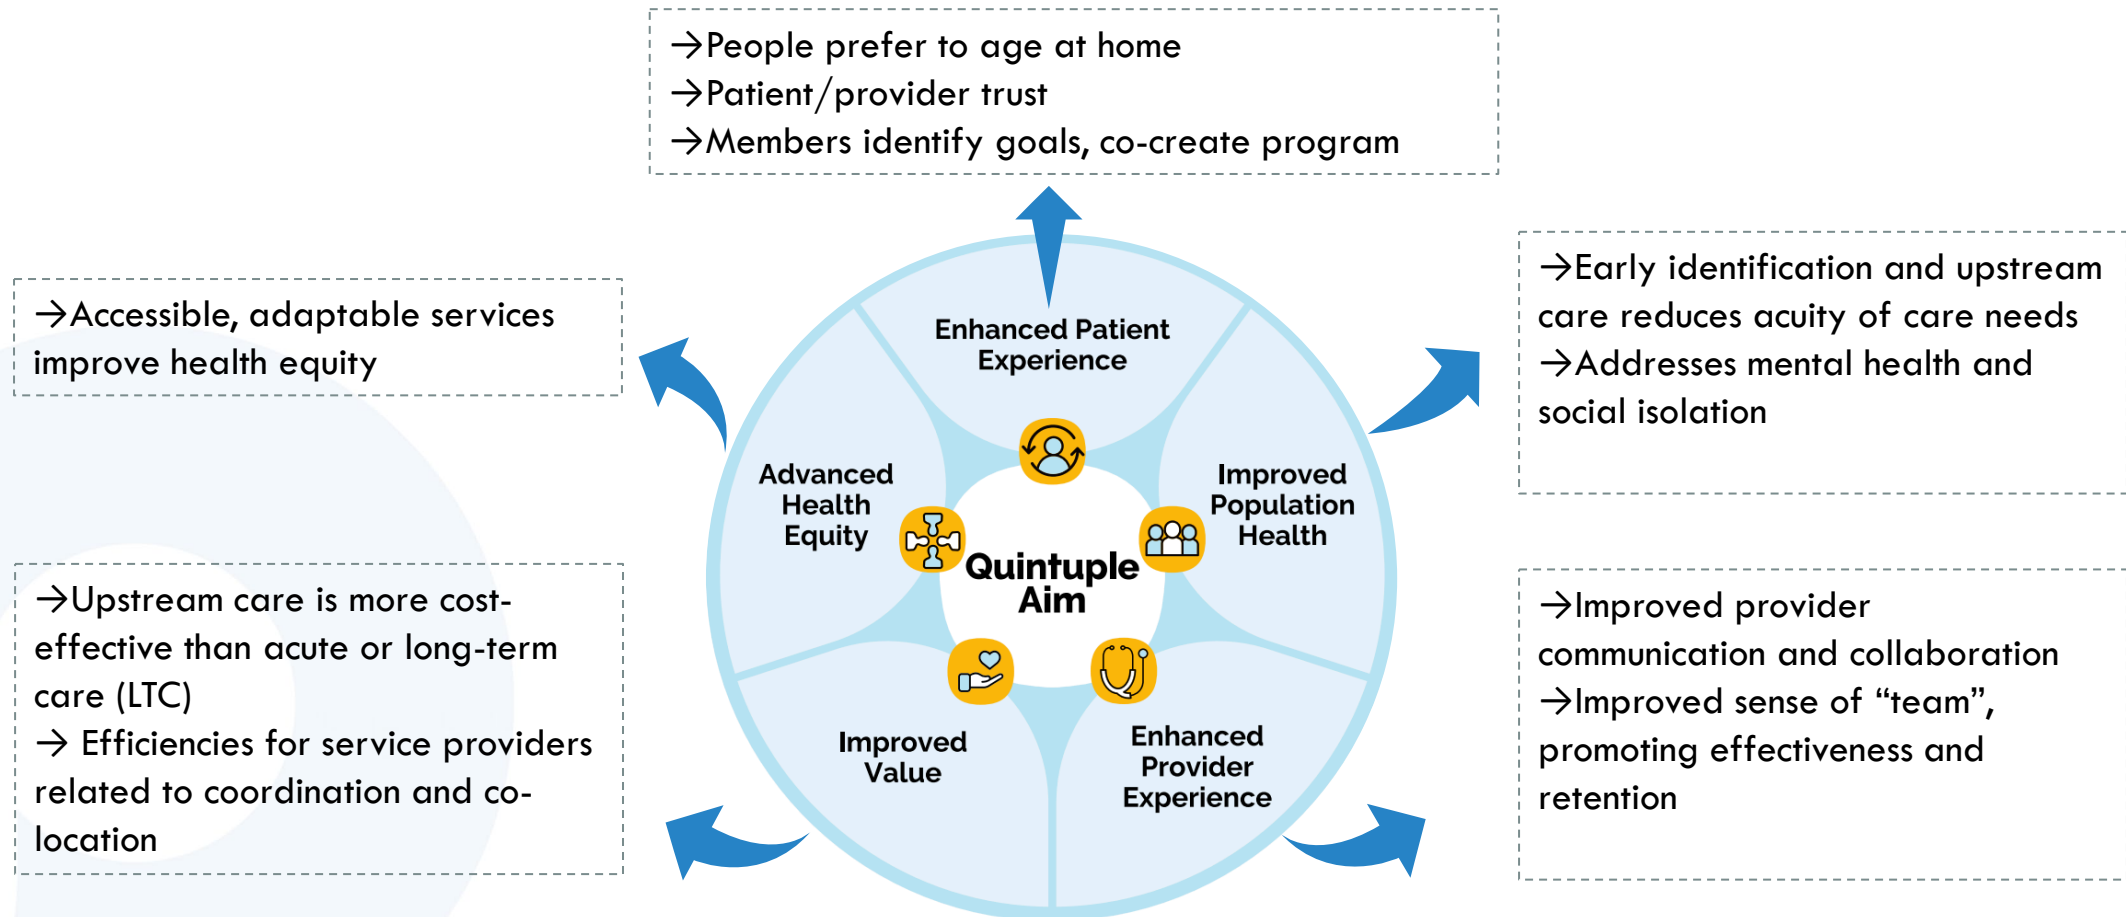 →People prefer to age at home
→Patient/provider trust
→Members identify goals, co-create program
→Accessible, adaptable services
improve health equity
→Early identification and upstream
care reduces acuity of care needs
→Addresses mental health and
social isolation
Enhanced Patient
Experience
Advanced
Health
Equity
Improved
Population
Health
Quintuple
Aim
Improved
Value
Enhanced
Provider
Experience
→Upstream care is more cost-
effective than acute or long-term
care (LTC)
→ Efficiencies for service providers
related to coordination and co-
location
→Improved provider
communication and collaboration
→Improved sense of “team”,
promoting effectiveness and
retention